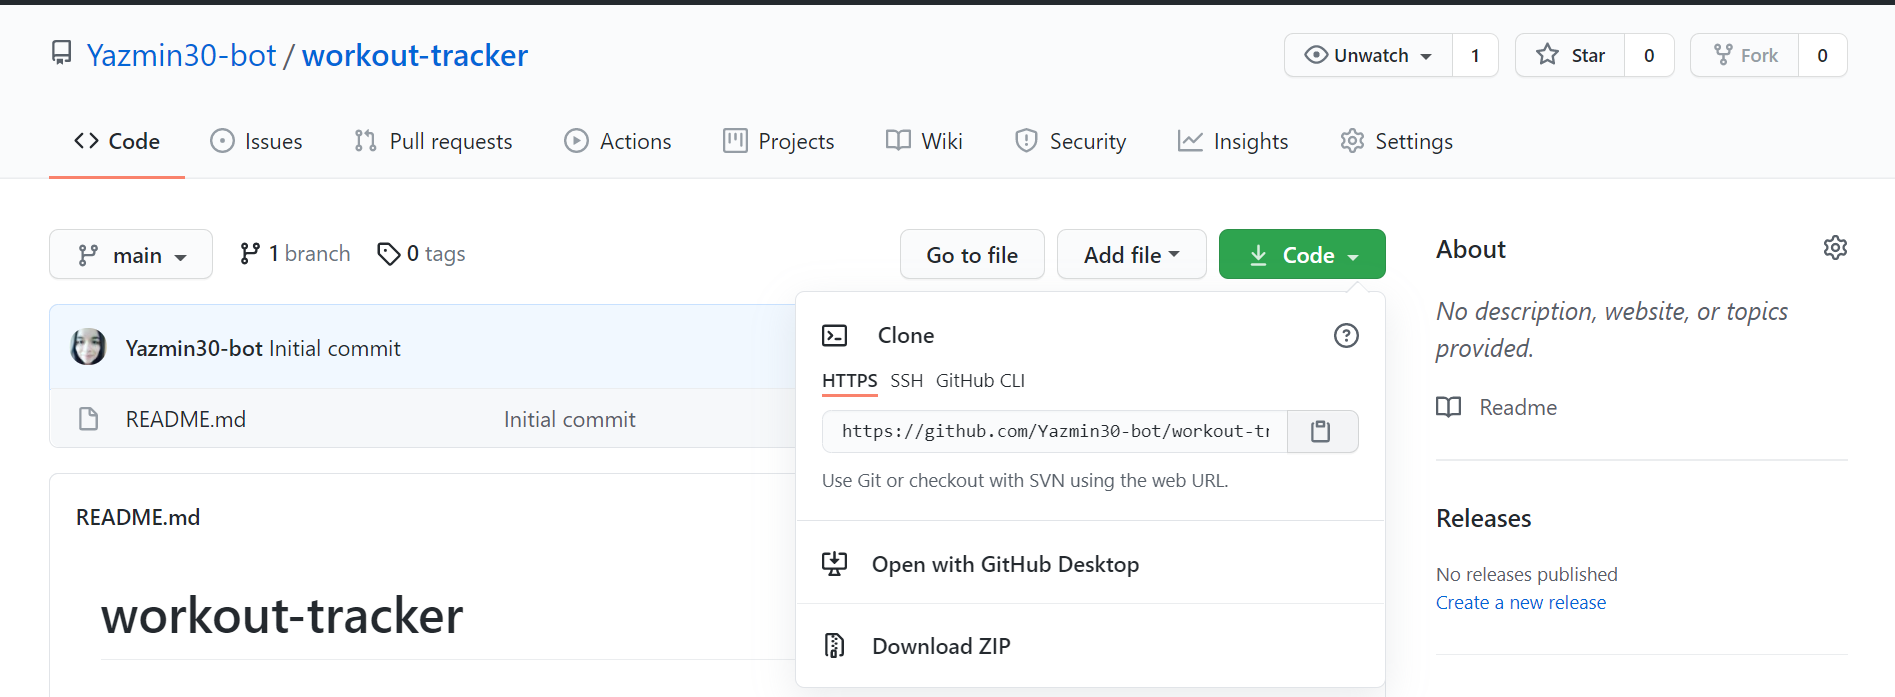 Yazmin30-bot / workout-tracker
Unwatch 1
Star 0
Fork 0
Code
Issues
Pull requests
Actions
Projects
Wiki
Security
Insights
Settings
main
1 branch
0 tags
Go to file
Add file
Code
Yazmin30-bot Initial commit
README.md Initial commit
README.md
workout-tracker
Clone
HTTPS SSH GitHub CLI
https://github.com/Yazmin30-bot/workout-tr
Use Git or checkout with SVN using the web URL.
Open with GitHub Desktop
Download ZIP
About
No description, website, or topics
provided.
Readme
Releases
No releases published
Create a new release